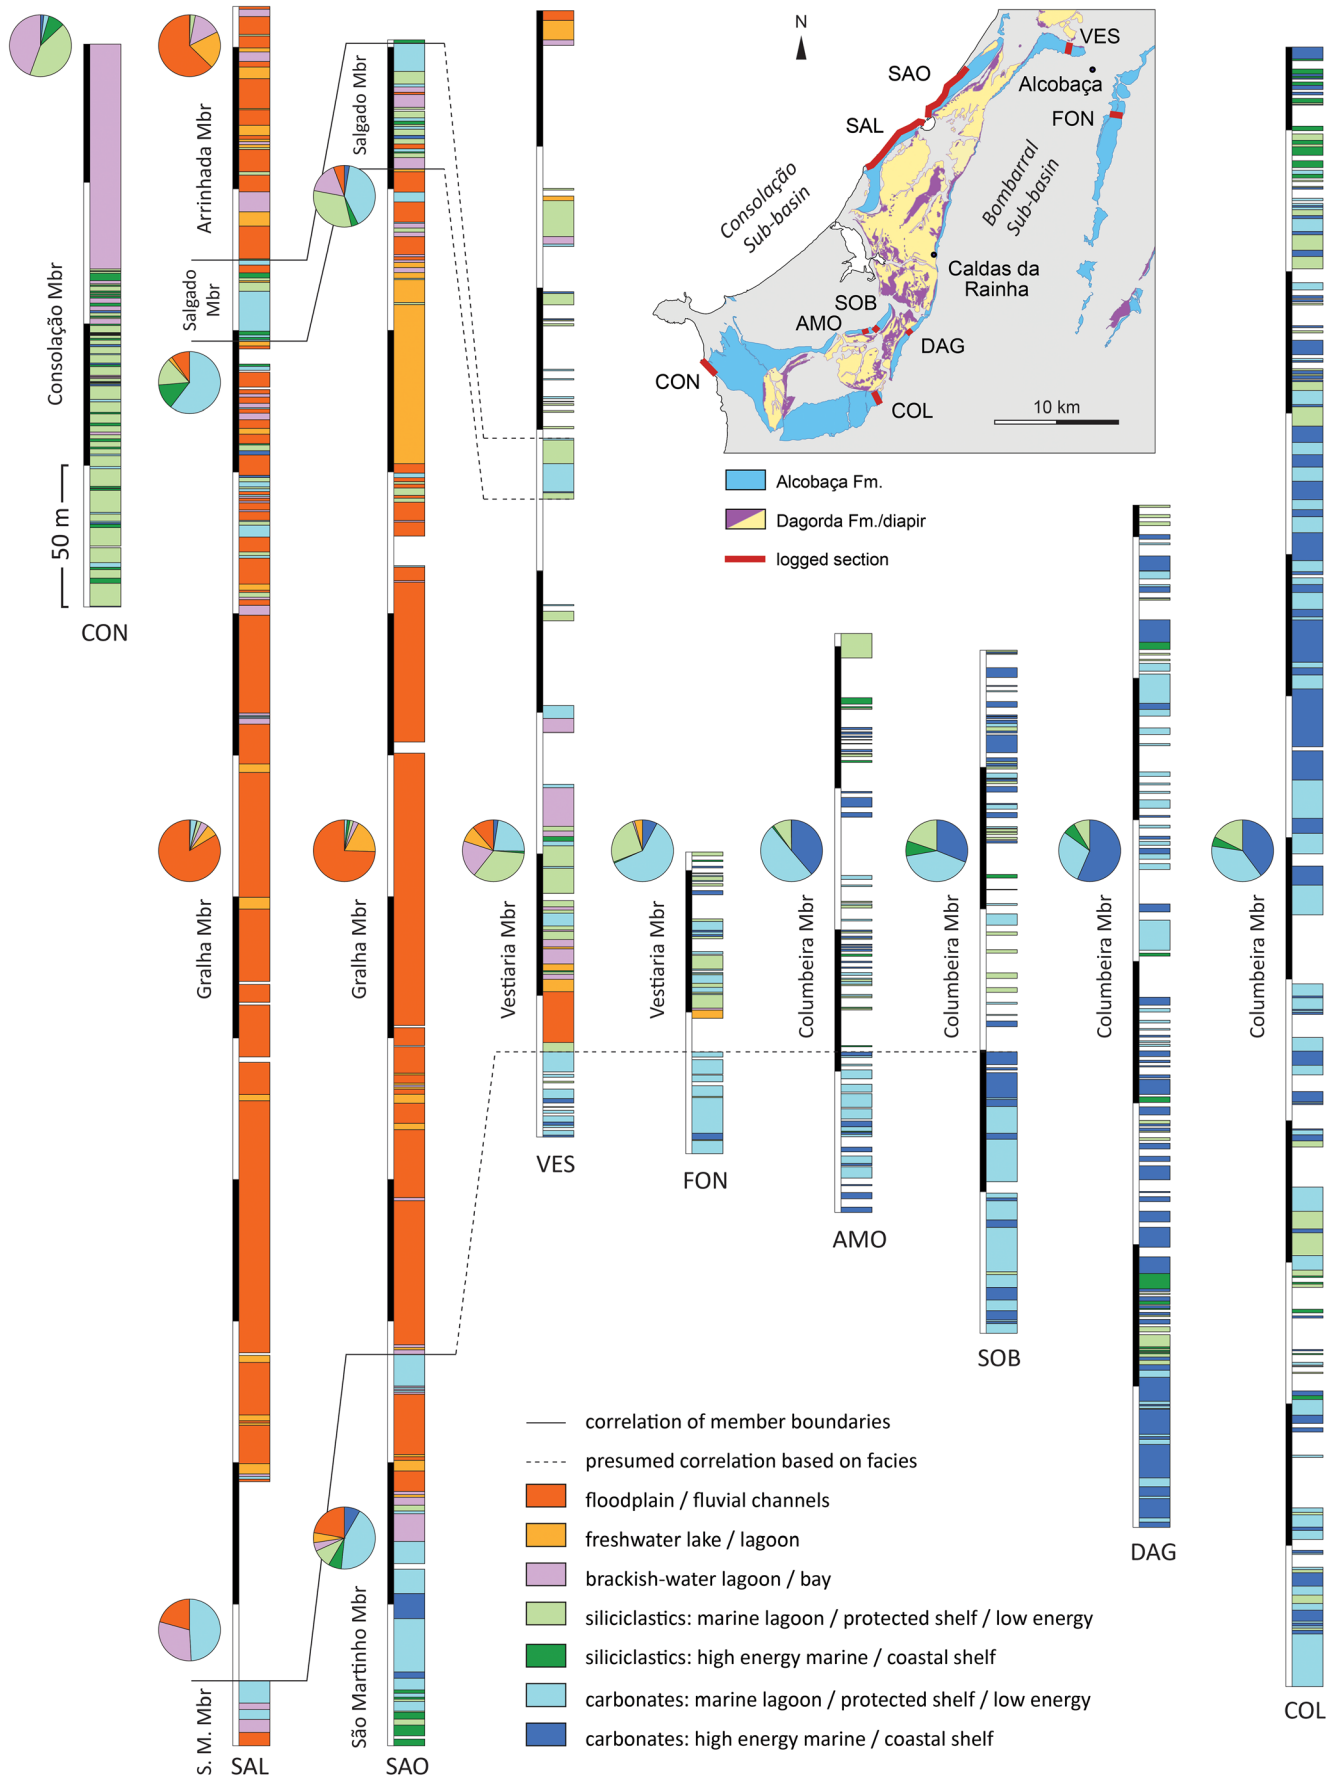 N
VES
Alcobaça
SAO
FON
SAL
Consolação
Sub-basin
Bombarral
Sub-basin
Caldas da
Rainha
SOB
AMO
DAG
CON
COL
10 km
Alcobaça Fm.
Dagorda Fm./diapir
logged section
Consolação Mbr
50 m
CON
Arrinhada Mbr
Salgado
Mbr
Salgado Mbr
Gralha Mbr
Gralha Mbr
Vestiaria Mbr
Vestiaria Mbr
Columbeira Mbr
Columbeira Mbr
Columbeira Mbr
Columbeira Mbr
VES
FON
AMO
SOB
DAG
COL
S. M. Mbr
São Martinho Mbr
SAL
SAO
correlation of member boundaries
presumed correlation based on facies
floodplain / fluvial channels
freshwater lake / lagoon
brackish-water lagoon / bay
siliciclastics: marine lagoon / protected shelf / low energy
siliciclastics: high energy marine / coastal shelf
carbonates: marine lagoon / protected shelf / low energy
carbonates: high energy marine / coastal shelf